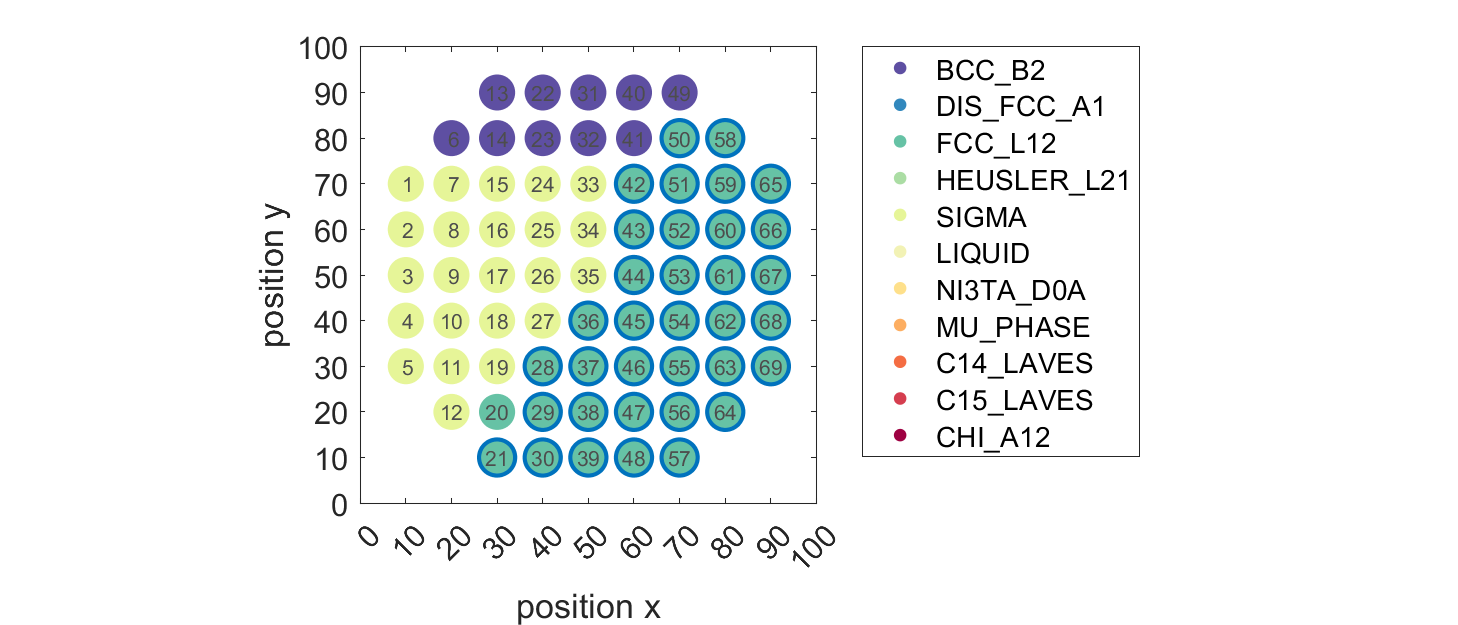 100
90
80
70
60
50
40
30
20
10
0
position y
13 22 31 40 49
6 14 23 32 41 50 58
1 7 15 24 33 42 51 59 65
2 8 16 25 34 43 52 60 66
3 9 17 26 35 44 53 61 67
4 10 18 27 36 45 54 62 68
5 11 19 28 37 46 55 63 69
12 20 29 38 47 56 64
21 30 39 48 57
0 10 20 30 40 50 60 70 80 90 100
position x
BCC_B2
DIS_FCC_A1
FCC_L12
HEUSLER_L21
SIGMA
LIQUID
NI3TA_D0A
MU_PHASE
C14_LAVES
C15_LAVES
CHI_A12